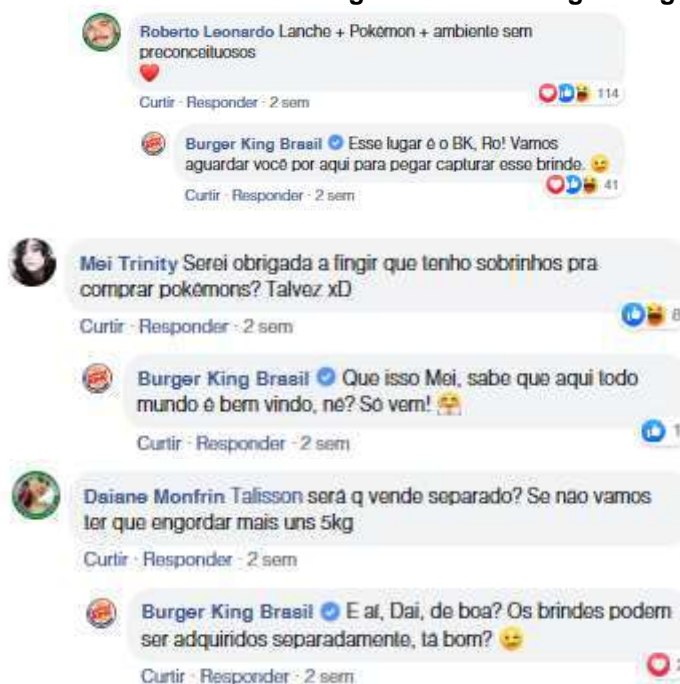 Roberto Leonardo Lanche + Pokémon + ambiente sem
preconceituosos
Curtir · Responder · 2 sem
114
Burger King Brasil Esse lugar é o BK, Ro! Vamos
aguardar você por aqui para pegar capturar esse brinde.
Curtir · Responder · 2 sem
41
Mei Trinity Serei obrigada a fingir que tenho sobrinhos pra
comprar pokémons? Talvez xD
Curtir · Responder · 2 sem
8
Burger King Brasil Que isso Mei, sabe que aqui todo
mundo é bem vindo, né? Só vem!
Curtir · Responder · 2 sem
1
Daiane Monfrin Talisson será q vende separado? Se não vamos
ter que engordar mais uns 5kg
Curtir · Responder · 2 sem
Burger King Brasil E aí, Dai, de boa? Os brindes podem
ser adquiridos separadamente, tá bom?
Curtir · Responder · 2 sem
2